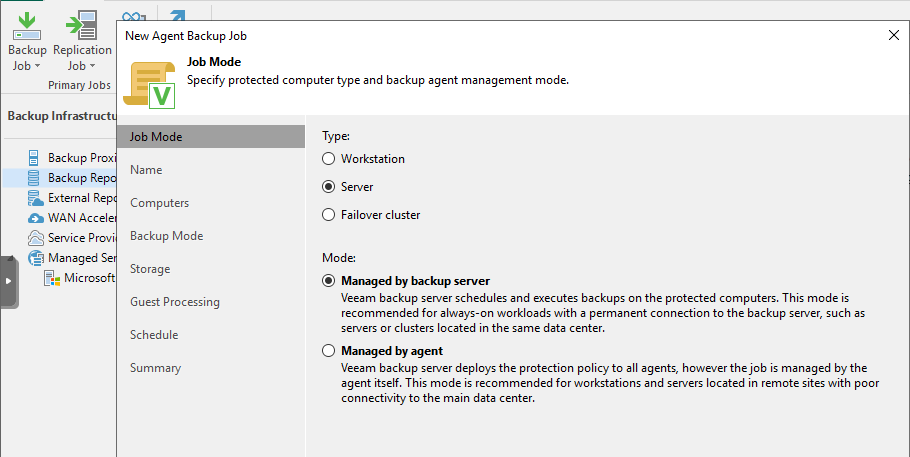 New Agent Backup Job
Job Mode
Specify protected computer type and backup agent management mode.
Backup
Job
Replication
Job
Primary Jobs
Backup Infrastructu
Backup Proxi
Backup Repo
External Repo
WAN Acceler
Service Provid
Managed Ser
Microsoft
Job Mode
Name
Computers
Backup Mode
Storage
Guest Processing
Schedule
Summary
Type:
Workstation
Server
Failover cluster
Mode:
Managed by backup server
Veeam backup server schedules and executes backups on the protected computers. This mode is
recommended for always-on workloads with a permanent connection to the backup server, such as
servers or clusters located in the same data center.
Managed by agent
Veeam backup server deploys the protection policy to all agents, however the job is managed by the
agent itself. This mode is recommended for workstations and servers located in remote sites with poor
connectivity to the main data center.